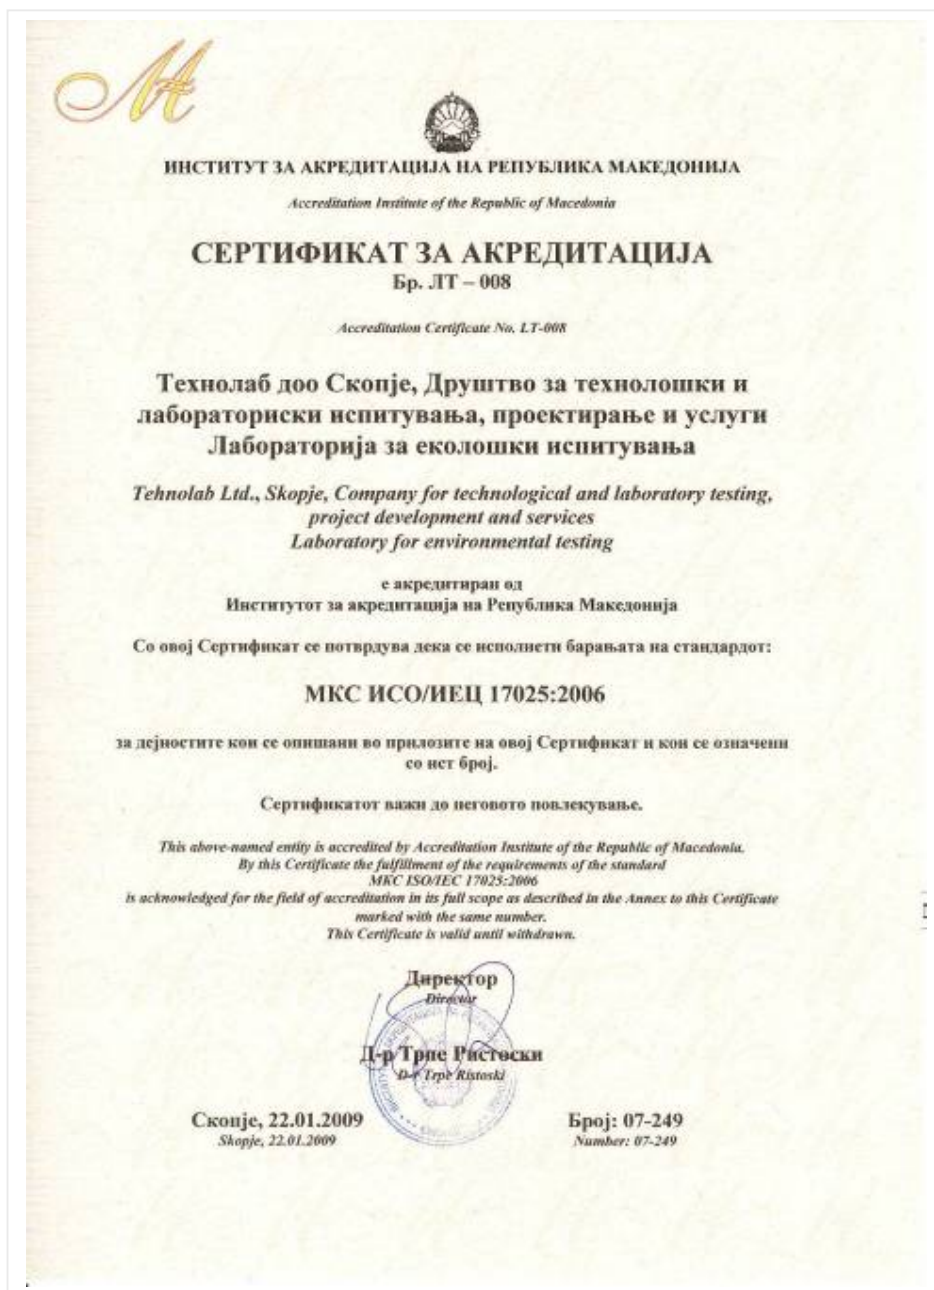 ИНСТИТУТ ЗА АКРЕДИТАЦИЈА НА РЕПУБЛИКА МАКЕДОНИЈА
Accreditation Institute of the Republic of Macedonia
СЕРТИФИКАТ ЗА АКРЕДИТАЦИЈА
Бр. ЛТ – 008
Accreditation Certificate No. LT-008
Технолаб доо Скопје, Друштво за технолошки и
лабораториски испитувања, проектирање и услуги
Лабораторија за еколошки испитувања
Tehnolab Ltd., Skopje, Company for technological and laboratory testing,
project development and services
Laboratory for environmental testing
е акредитиран од
Институтот за акредитација на Република Македонија
Со овој Сертификат се потврдува дека се исполнети барањата на стандардот:
МКС ИСО/ИЕЦ 17025:2006
за дејностите кои се опишани во прилозите на овој Сертификат и кои се означени
со ист број.
Сертификатот важи до неговото повлекување.
This above-named entity is accredited by Accreditation Institute of the Republic of Macedonia.
By this Certificate the fulfillment of the requirements of the standard
МКС ISO/IEC 17025:2006
is acknowledged for the field of accreditation in its full scope as described in the Annex to this Certificate
marked with the same number.
This Certificate is valid until withdrawn.
Директор
Director
Д-р Трпе Ристоски
D-r Trpe Ristoski
Скопје, 22.01.2009
Број: 07-249
Skopje, 22.01.2009
Number: 07-249